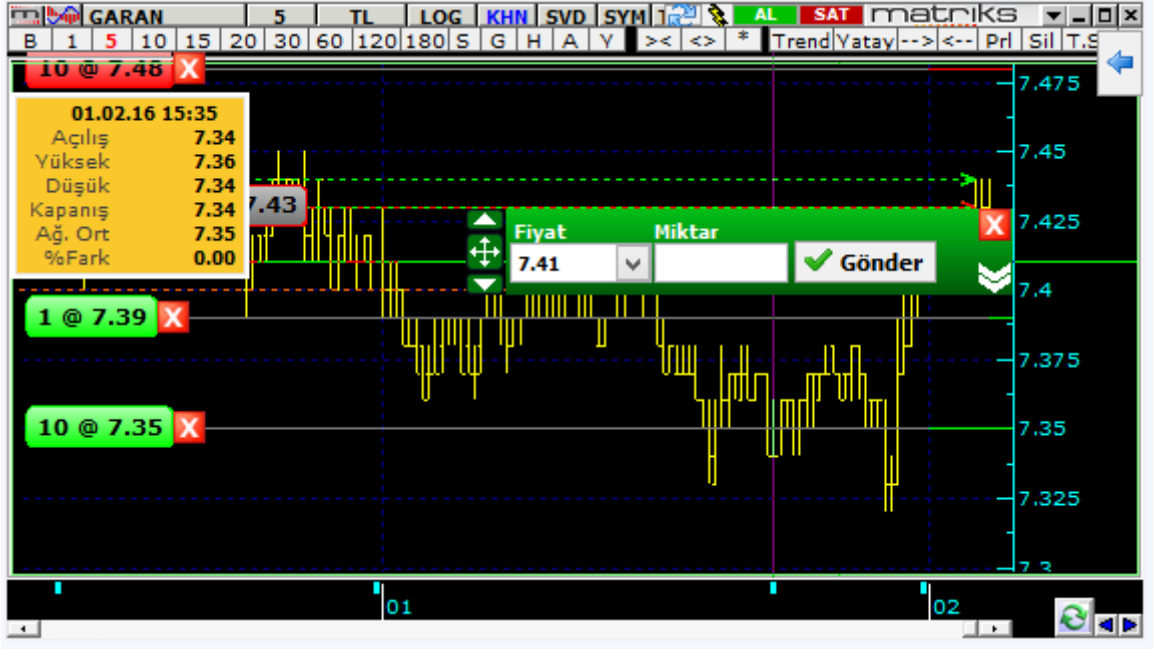 GARAN 5 TL LOG KHN SVD SYM AL SAT matriks
B 1 5 10 15 20 30 60 120 180 S G H A Y >< <> * Trend Yatay --> <-- Prl Sil T.S
10 @ 7.48 X
7.475
01.02.16 15:35
Açılış 7.34
Yüksek 7.36
Düşük 7.34
Kapanış 7.34
Ağ. Ort 7.35
%Fark 0.00
7.45
7.43
7.425
X
Fiyat Miktar
7.41 Gönder
7.4
1 @ 7.39 X
7.375
10 @ 7.35 X
7.35
7.325
7.3
01 02